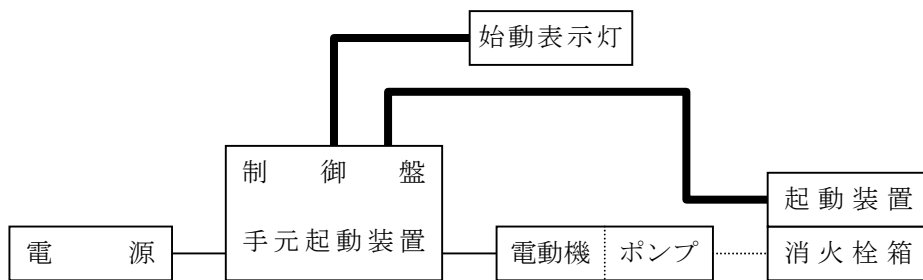 始動表示灯
制御盤
起動装置
手元起動装置
電源
電動機
ポンプ
消火栓箱